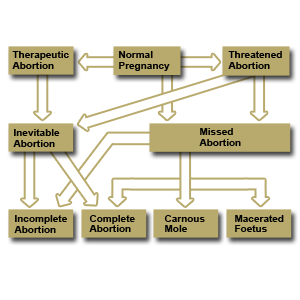 Therapeutic
Abortion
Normal
Pregnancy
Threatened
Abortion
Inevitable
Abortion
Missed
Abortion
Incomplete
Abortion
Complete
Abortion
Carnous
Mole
Macerated
Foetus